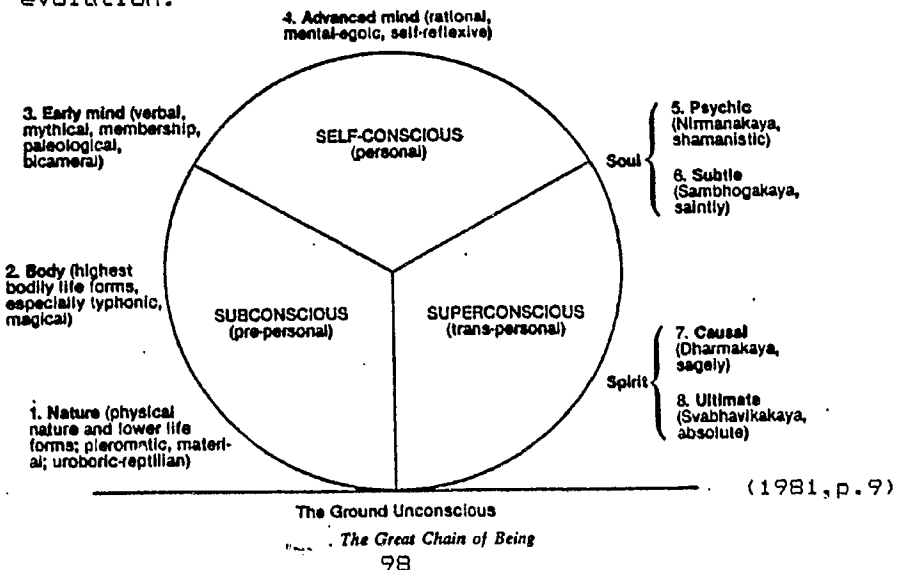 evolution.
4. Advanced mind (rational,
mental-egoic, self-reflexive)
3. Early mind (verbal,
mythical, membership,
paleological,
bicameral)
SELF-CONSCIOUS
(personal)
Soul
5. Psychic
(Nirmanakaya,
shamanistic)
6. Subtle
(Sambhogakaya,
saintly)
2. Body (highest
bodily life forms,
especially typhonic,
magical)
SUBCONSCIOUS
(pre-personal)
SUPERCONSCIOUS
(trans-personal)
Spirit
7. Causal
(Dharmakaya,
sagely)
8. Ultimate
(Svabhavikakaya,
absolute)
1. Nature (physical
nature and lower life
forms; pleromatic, materi-
al; uroboric-reptilian)
(1981,p.9)
The Ground Unconscious
The Great Chain of Being
98